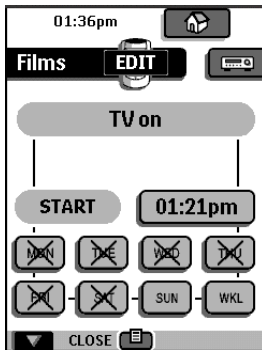 01:36pm
Films EDIT
TV on
START 01:21pm
MON TUE WED THU
FRI SAT SUN WKL
CLOSE